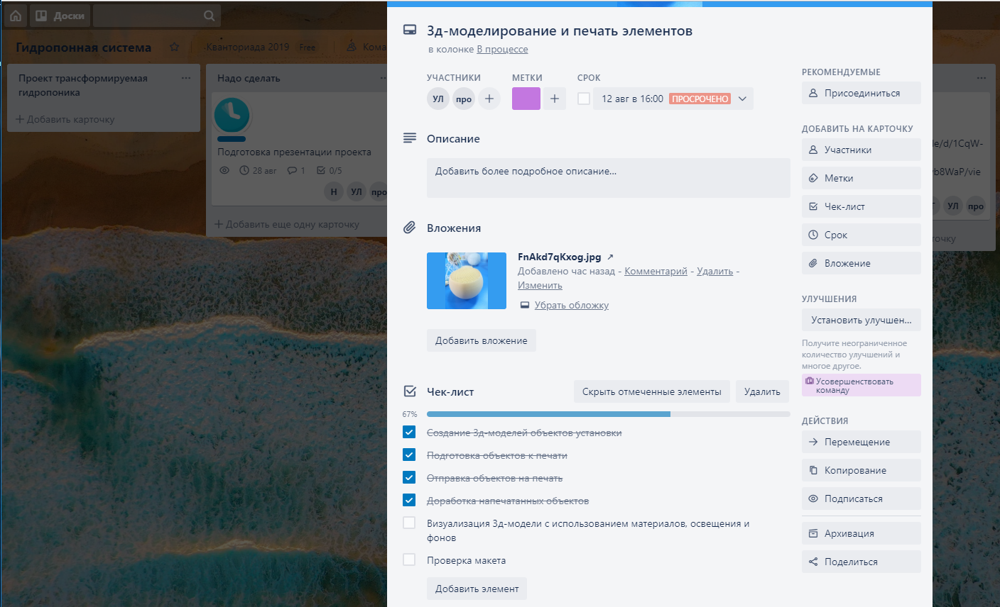 Доски
Гидропонная система
Кванториада 2019
Free
Кома
Проект трансформируемая
гидропоника
Добавить карточку
Надо сделать
Подготовка презентации проекта
28 авг
1
0/5
Н
УЛ
про
Добавить еще одну карточку
3д-моделирование и печать элементов
в колонке В процессе
УЧАСТНИКИ
МЕТКИ
СРОК
УЛ
про
12 авг в 16:00
ПРОСРОЧЕНО
Описание
Добавить более подробное описание...
Вложения
FnAkd7qKxog.jpg
Добавлено час назад - Комментарий - Удалить -
Изменить
Убрать обложку
Добавить вложение
Чек-лист
Скрыть отмеченные элементы
Удалить
67%
Создание 3д-моделей объектов установки
Подготовка объектов к печати
Отправка объектов на печать
Доработка напечатанных объектов
Визуализация 3д-модели с использованием материалов, освещения и
фонов
Проверка макета
Добавить элемент
РЕКОМЕНДУЕМЫЕ
Присоединиться
ДОБАВИТЬ НА КАРТОЧКУ
Участники
Метки
Чек-лист
Срок
Вложение
УЛУЧШЕНИЯ
Установить улучшен...
Получите неограниченное
количество улучшений и
многое другое.
Усовершенствовать
команду
ДЕЙСТВИЯ
Перемещение
Копирование
Подписаться
Архивация
Поделиться
le/d/1CqW-
b8WaP/vie
УЛ
про
очку